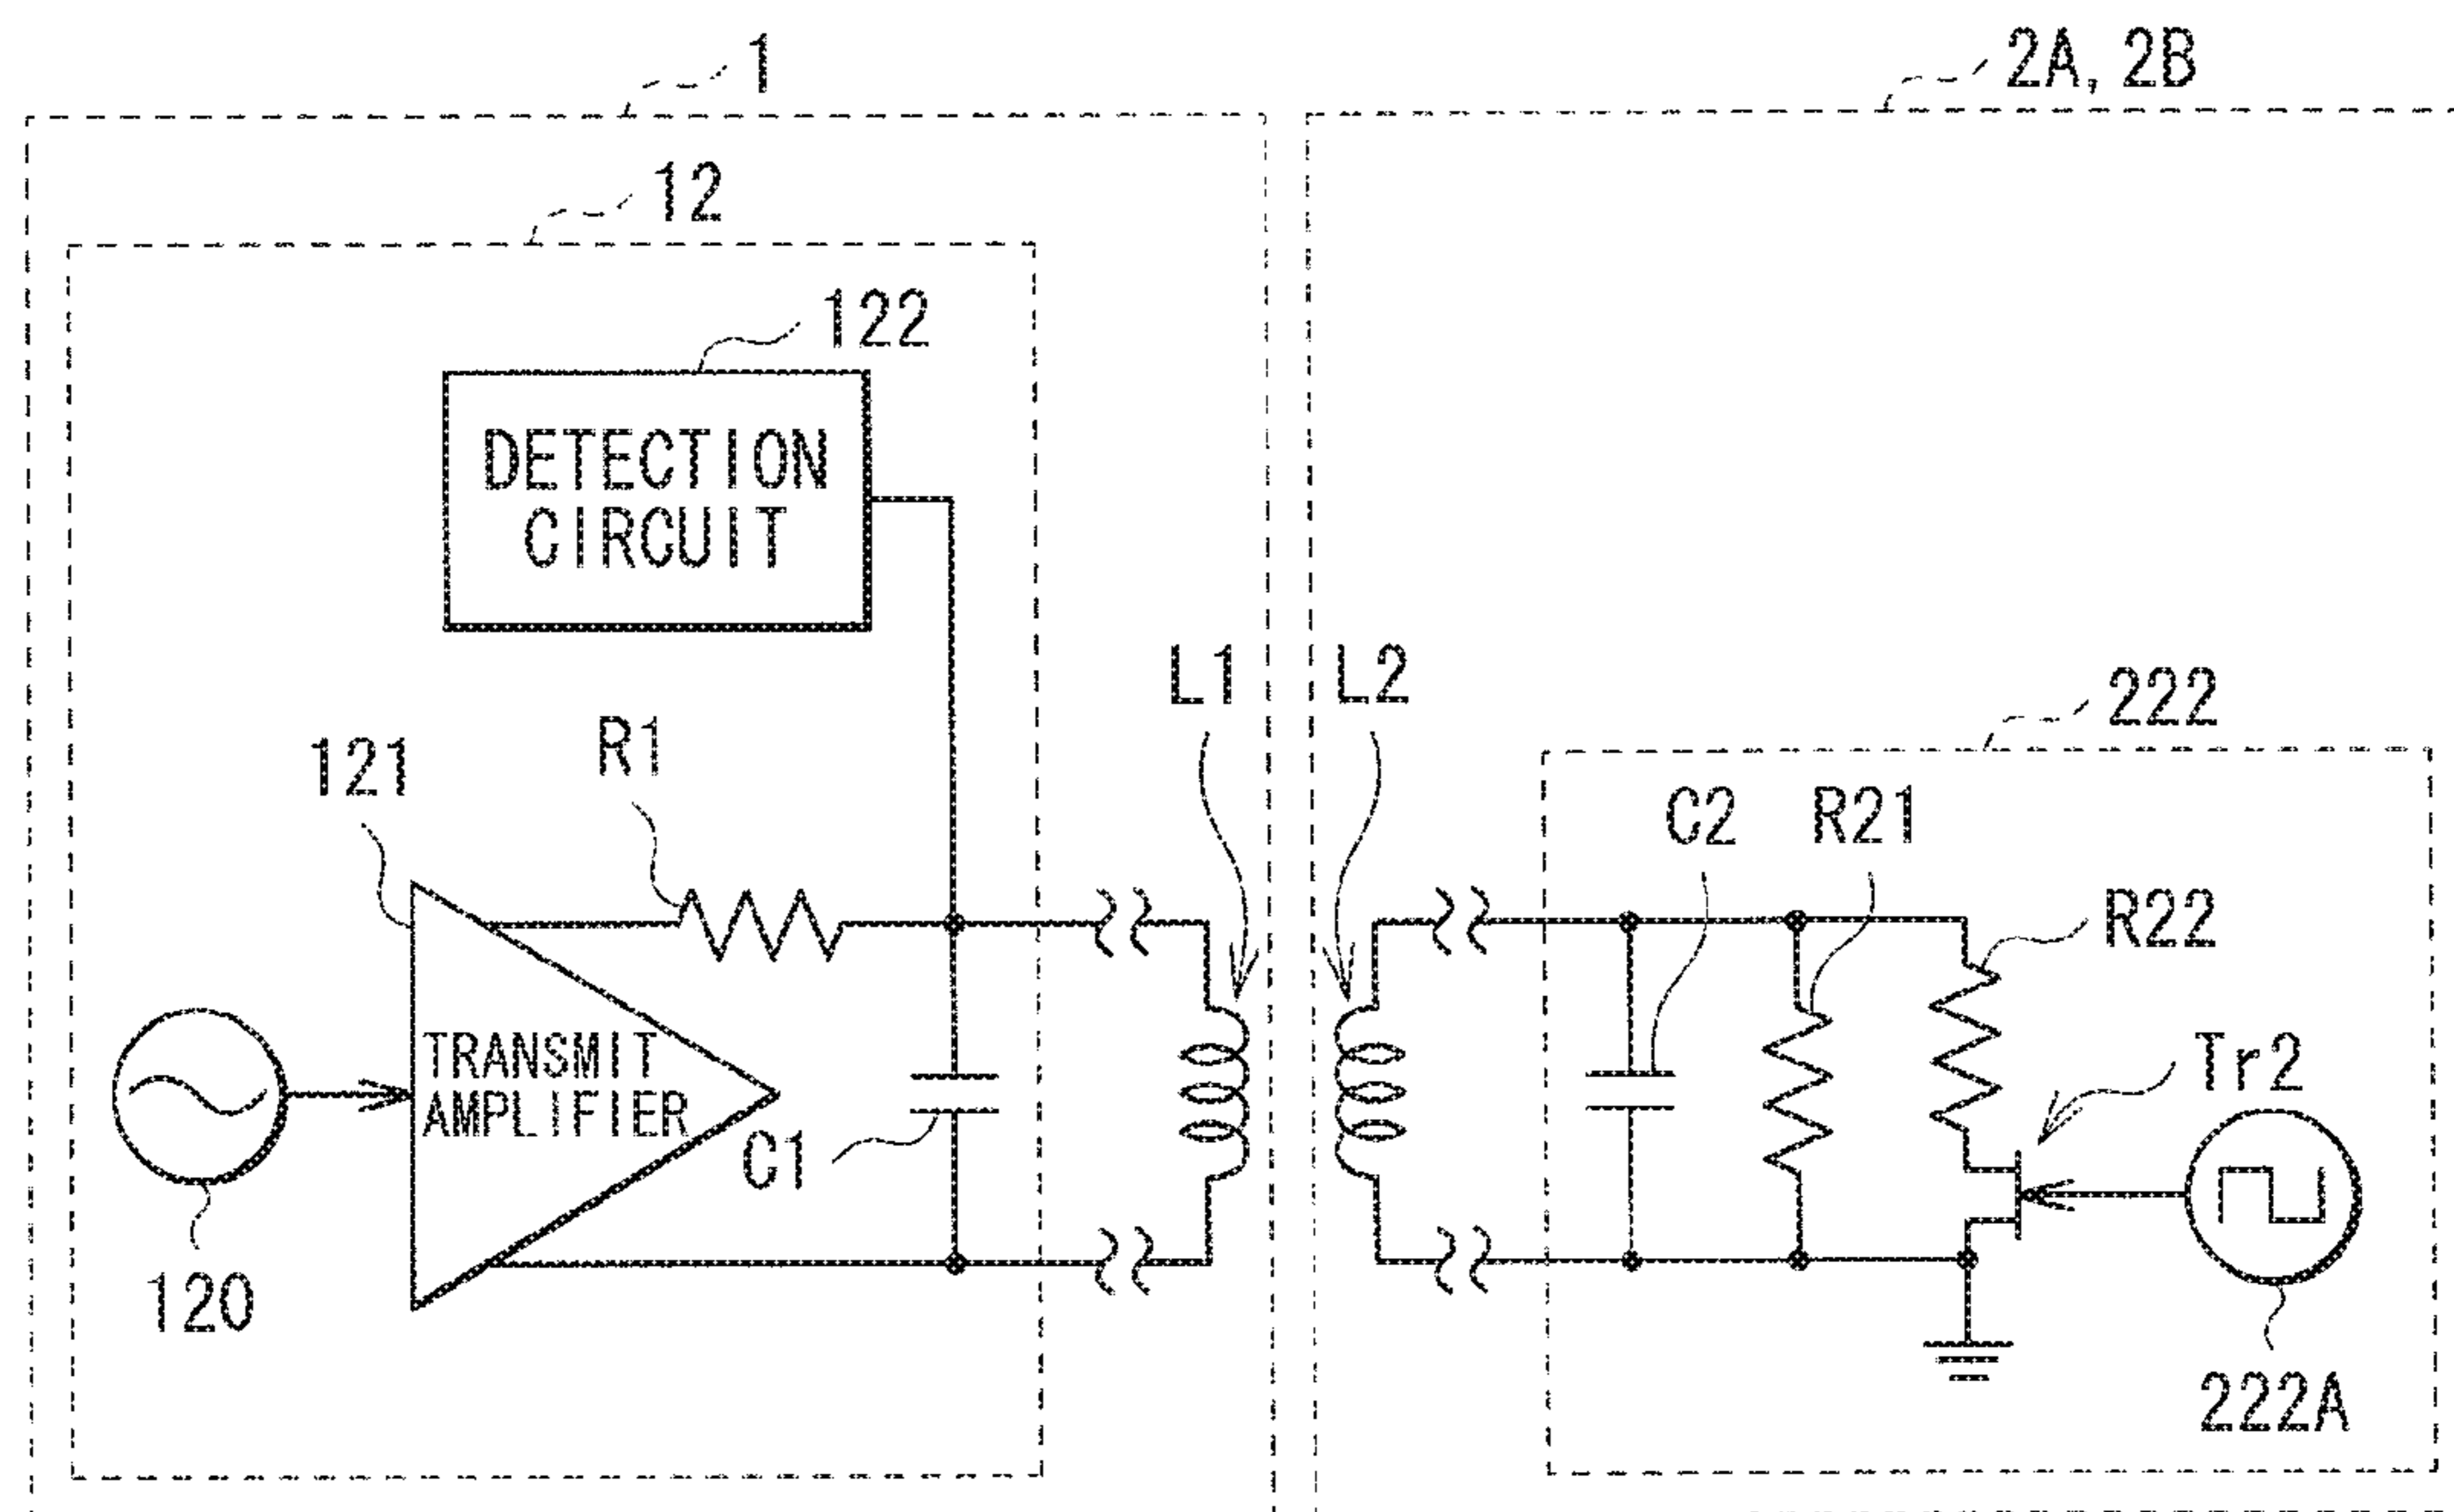 1
2A, 2B
12
122
DETECTION
CIRCUIT
L1
L2
222
R1
121
C2
R21
R22
TRANSMIT
AMPLIFIER
Tr2
C1
120
222A